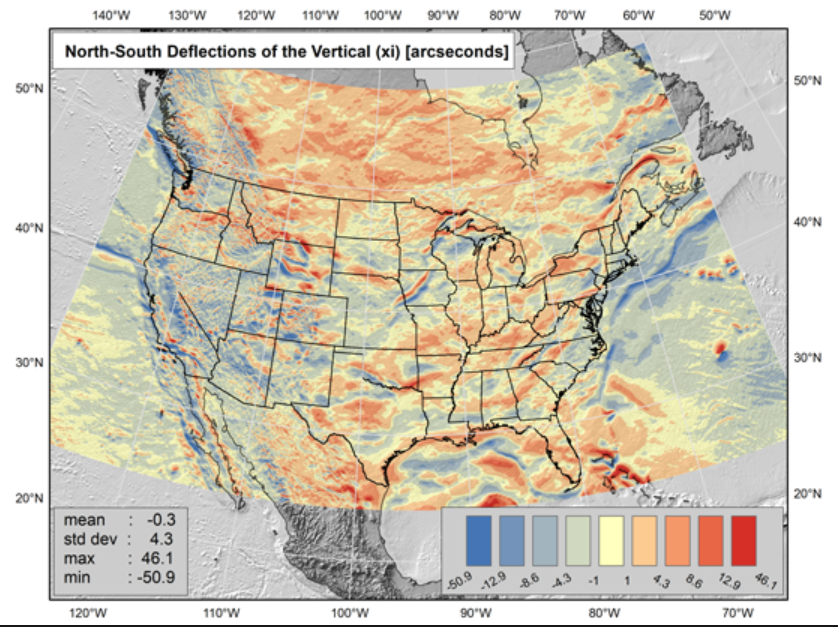 140°W 130°W 120°W 110°W 100°W 90°W 80°W 70°W 60°W 50°W
North-South Deflections of the Vertical (xi) [arcseconds]
50°N 50°N
40°N 40°N
30°N 30°N
20°N 20°N
mean : -0.3
std dev : 4.3
max : 46.1
min : -50.9
-50.9 -12.9 -8.6 -4.3 -1 1 4.3 8.6 12.9 46.1
120°W 110°W 100°W 90°W 80°W 70°W